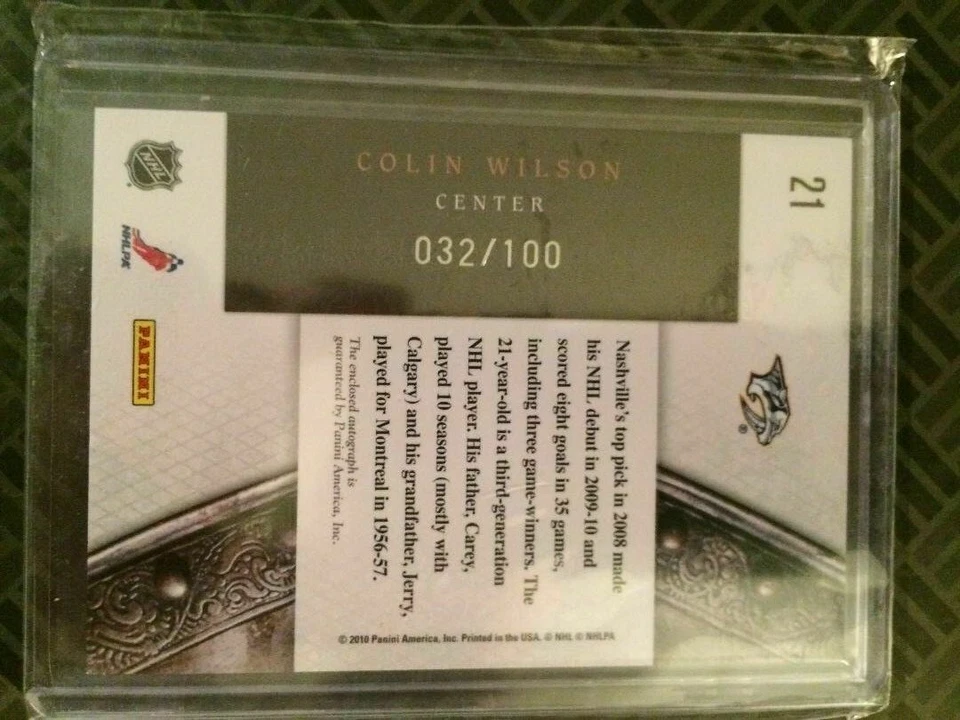 21
COLIN WILSON
CENTER
032/100
Nashville's top pick in 2008 made
his NHL debut in 2009-10 and
scored eight goals in 35 games,
including three game-winners. The
21-year-old is a third-generation
NHL player. His father, Carey,
played 10 seasons (mostly with
Calgary) and his grandfather, Jerry,
played for Montreal in 1956-57.
The enclosed autograph is
guaranteed by Panini America, Inc.
© 2010 Panini America, Inc. Printed in the USA. © NHL © NHLPA
®
NHL
NHLPA
PANINI